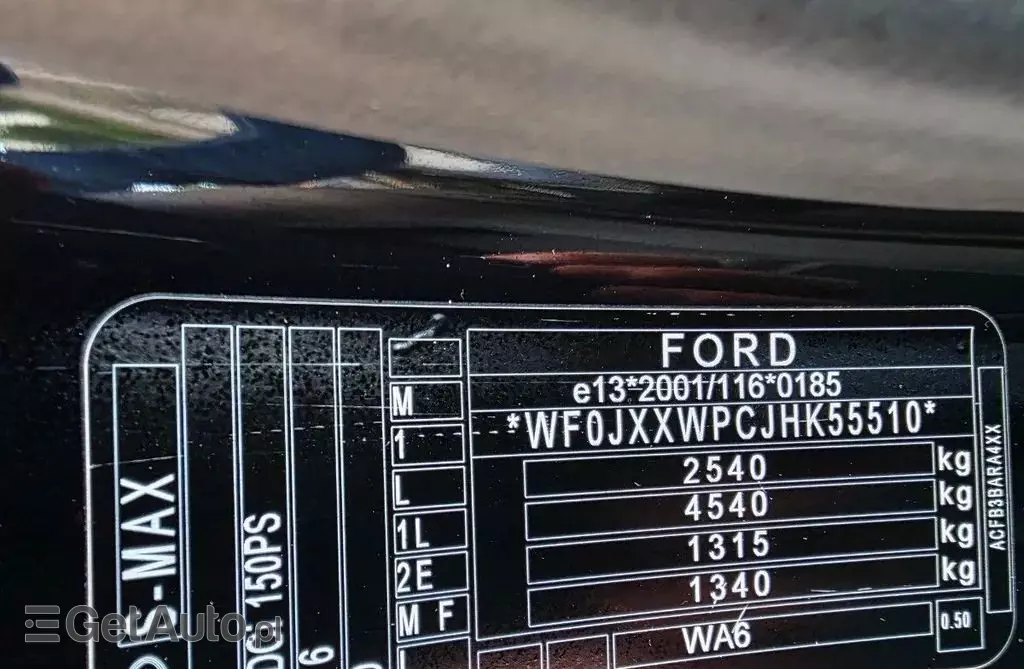 FORD
e13*2001/116*0185
*WF0JXXWPCJHK55510*
2540 kg
4540 kg
1315 kg
1340 kg
WA6
0.50
M
1
L
1L
2E
M F
S-MAX
150PS
6
ACFB3BARA4XX
GetAuto.pl